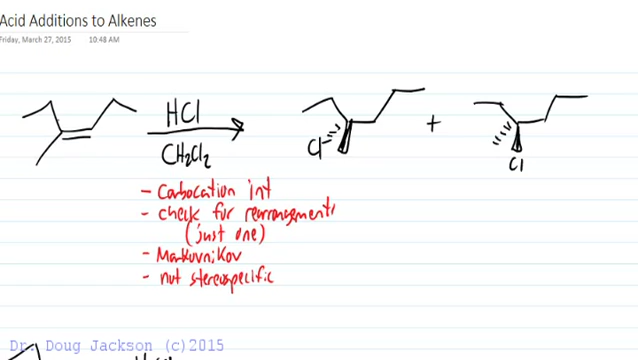 Acid Additions to Alkenes
Friday, March 27, 2015 10:48 AM
HCl
CH2Cl2
Cl
+
Cl
- Carbocation int
- check for rearrangements
(just one)
- Markovnikov
- not stereospecific
Dr. Doug Jackson (c)2015